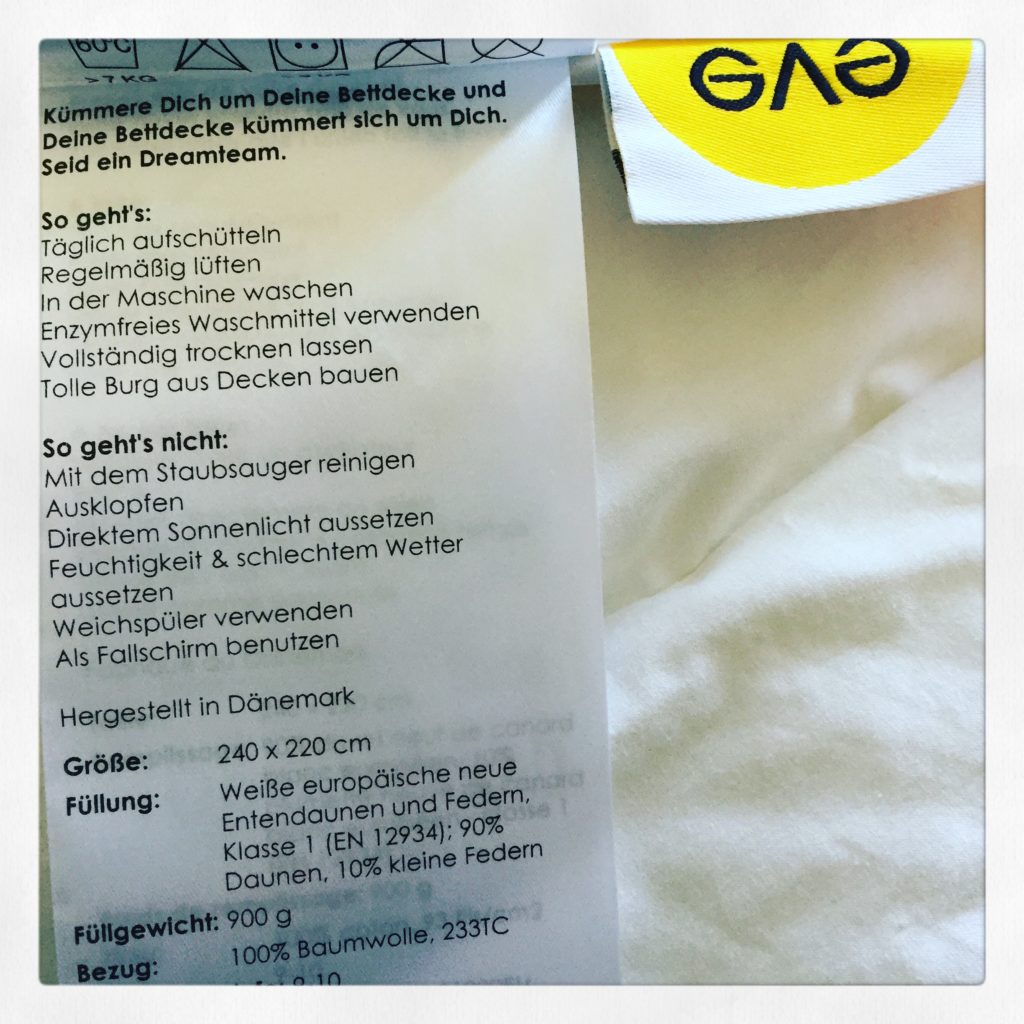 60°C
>7 KG
Kümmere Dich um Deine Bettdecke und
Deine Bettdecke kümmert sich um Dich.
Seid ein Dreamteam.
So geht's:
Täglich aufschütteln
Regelmäßig lüften
In der Maschine waschen
Enzymfreies Waschmittel verwenden
Vollständig trocknen lassen
Tolle Burg aus Decken bauen
So geht's nicht:
Mit dem Staubsauger reinigen
Ausklopfen
Direktem Sonnenlicht aussetzen
Feuchtigkeit & schlechtem Wetter
aussetzen
Weichspüler verwenden
Als Fallschirm benutzen
Hergestellt in Dänemark
Größe: 240 x 220 cm
Füllung: Weiße europäische neue
Entendaunen und Federn,
Klasse 1 (EN 12934); 90%
Daunen, 10% kleine Federn
Füllgewicht: 900 g
Bezug: 100% Baumwolle, 233TC